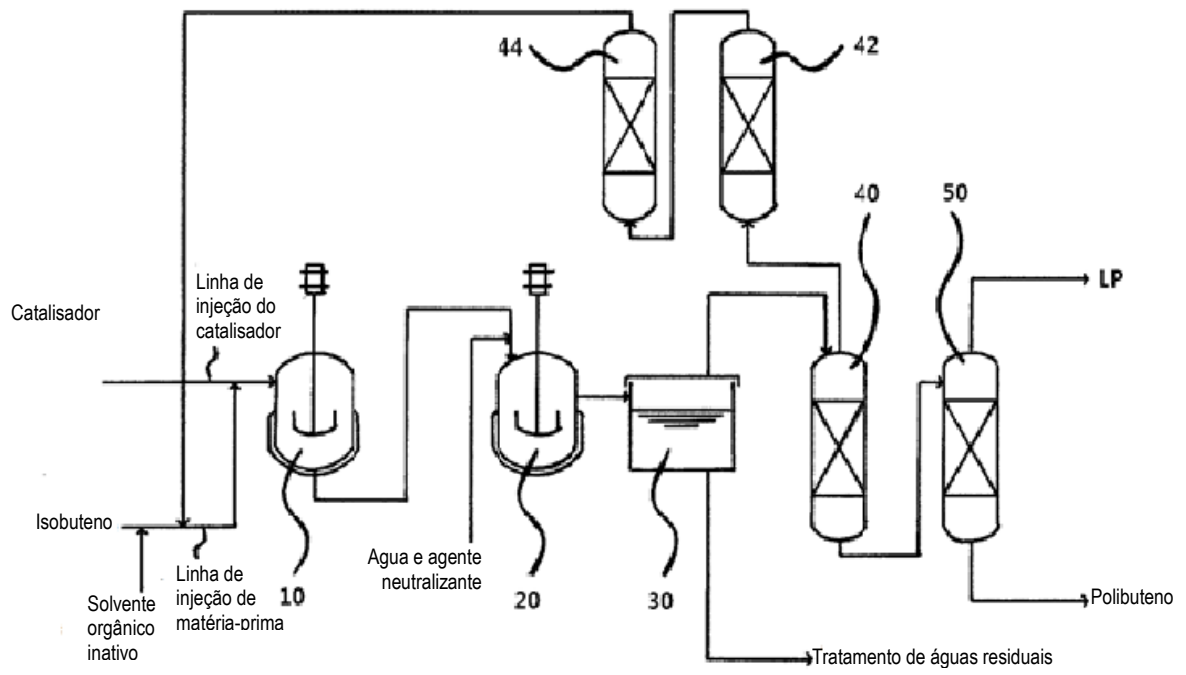 44
42
40
50
Linha de
injeção do
catalisador
LP
Catalisador
Isobuteno
Agua e agente
neutralizante
Linha de
injeção de
matéria-prima
10
20
30
Solvente
orgânico
inativo
Polibuteno
Tratamento de águas residuais